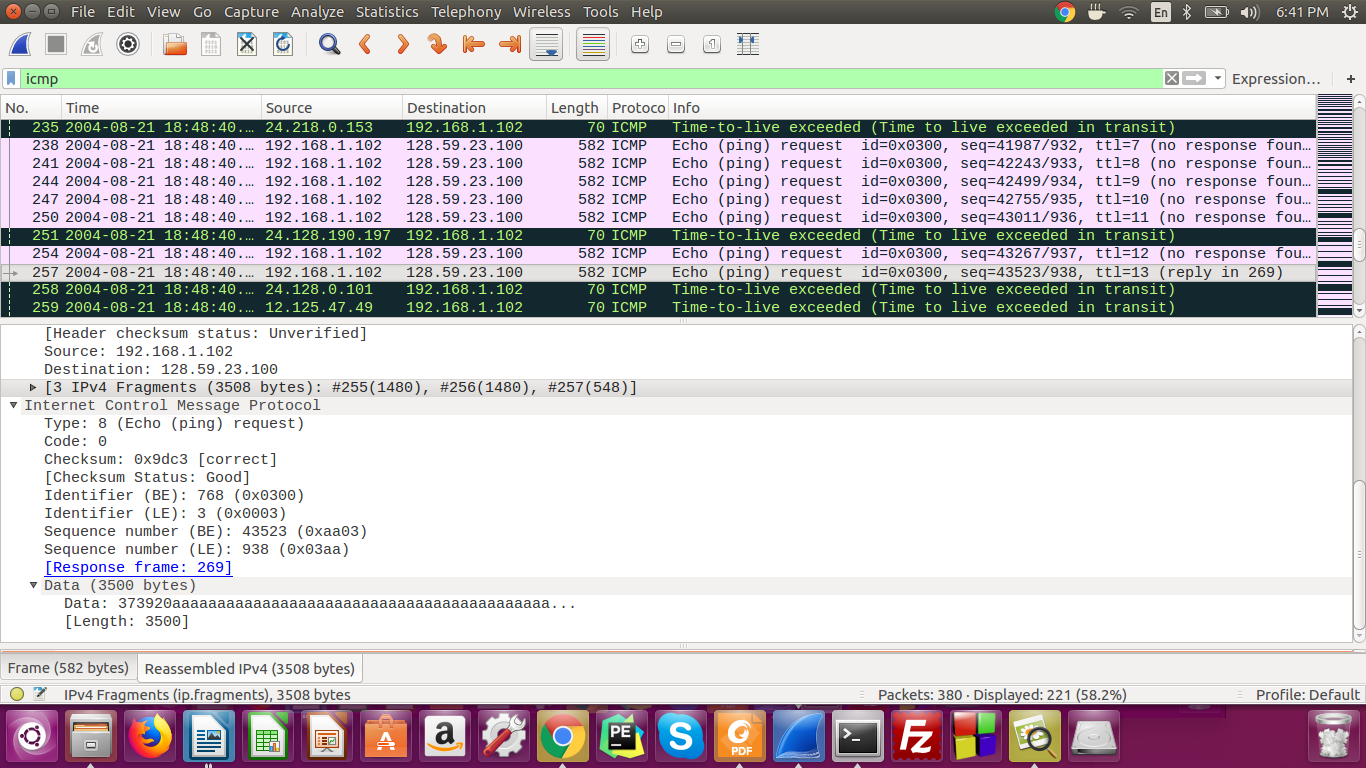 File Edit View Go Capture Analyze Statistics Telephony Wireless Tools Help En 6:41 PM
icmp Expression… +
No. Time Source Destination Length Protoco Info
235 2004-08-21 18:48:40.… 24.218.0.153 192.168.1.102 70 ICMP Time-to-live exceeded (Time to live exceeded in transit)
238 2004-08-21 18:48:40.… 192.168.1.102 128.59.23.100 582 ICMP Echo (ping) request id=0x0300, seq=41987/932, ttl=7 (no response foun…
241 2004-08-21 18:48:40.… 192.168.1.102 128.59.23.100 582 ICMP Echo (ping) request id=0x0300, seq=42243/933, ttl=8 (no response foun…
244 2004-08-21 18:48:40.… 192.168.1.102 128.59.23.100 582 ICMP Echo (ping) request id=0x0300, seq=42499/934, ttl=9 (no response foun…
247 2004-08-21 18:48:40.… 192.168.1.102 128.59.23.100 582 ICMP Echo (ping) request id=0x0300, seq=42755/935, ttl=10 (no response fou…
250 2004-08-21 18:48:40.… 192.168.1.102 128.59.23.100 582 ICMP Echo (ping) request id=0x0300, seq=43011/936, ttl=11 (no response fou…
251 2004-08-21 18:48:40.… 24.128.190.197 192.168.1.102 70 ICMP Time-to-live exceeded (Time to live exceeded in transit)
254 2004-08-21 18:48:40.… 192.168.1.102 128.59.23.100 582 ICMP Echo (ping) request id=0x0300, seq=43267/937, ttl=12 (no response fou…
257 2004-08-21 18:48:40.… 192.168.1.102 128.59.23.100 582 ICMP Echo (ping) request id=0x0300, seq=43523/938, ttl=13 (reply in 269)
258 2004-08-21 18:48:40.… 24.128.0.101 192.168.1.102 70 ICMP Time-to-live exceeded (Time to live exceeded in transit)
259 2004-08-21 18:48:40.… 12.125.47.49 192.168.1.102 70 ICMP Time-to-live exceeded (Time to live exceeded in transit)
[Header checksum status: Unverified]
Source: 192.168.1.102
Destination: 128.59.23.100
[3 IPv4 Fragments (3508 bytes): #255(1480), #256(1480), #257(548)]
Internet Control Message Protocol
Type: 8 (Echo (ping) request)
Code: 0
Checksum: 0x9dc3 [correct]
[Checksum Status: Good]
Identifier (BE): 768 (0x0300)
Identifier (LE): 3 (0x0003)
Sequence number (BE): 43523 (0xaa03)
Sequence number (LE): 938 (0x03aa)
[Response frame: 269]
Data (3500 bytes)
Data: 373920aaaaaaaaaaaaaaaaaaaaaaaaaaaaaaaaaaaaaaaaaa...
[Length: 3500]
Frame (582 bytes) Reassembled IPv4 (3508 bytes)
IPv4 Fragments (ip.fragments), 3508 bytes Packets: 380 · Displayed: 221 (58.2%) Profile: Default
A a PE S PDF >_ Fz